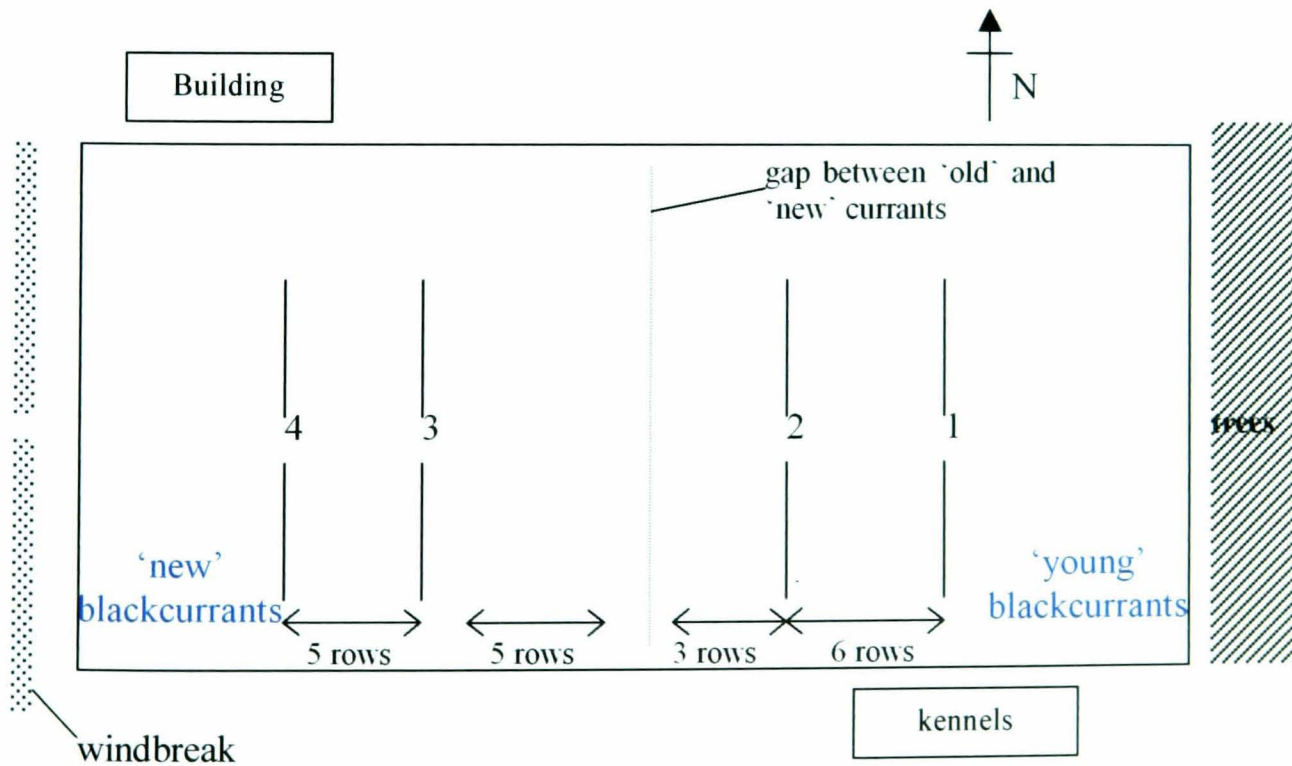 Building
N
gap between ‘old’ and
‘new’ currants
4
3
2
1
trees
‘new’
blackcurrants
‘young’
blackcurrants
5 rows
5 rows
3 rows
6 rows
kennels
windbreak